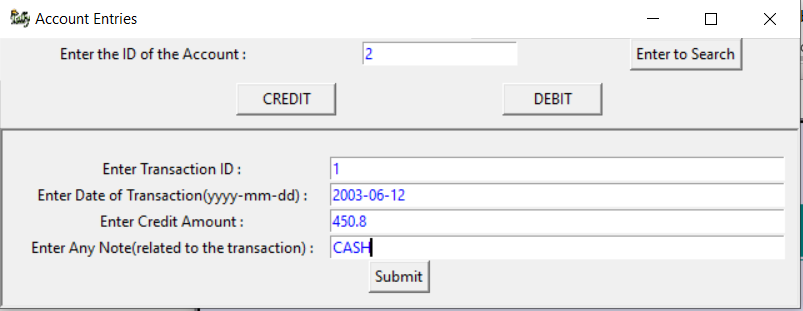 Account Entries
Enter the ID of the Account : 2 Enter to Search
CREDIT DEBIT
Enter Transaction ID : 1
Enter Date of Transaction(yyyy-mm-dd) : 2003-06-12
Enter Credit Amount : 450.8
Enter Any Note(related to the transaction) : CASH
Submit